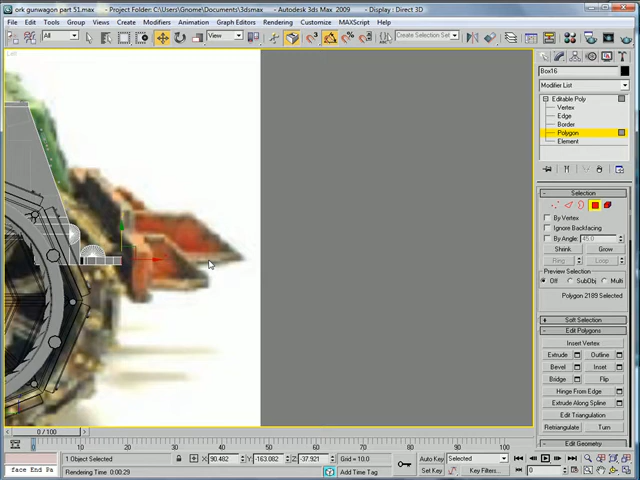 ork gunwagon part 51.max - Project Folder: C:\Users\Gnome\Documents\3dsmax - Autodesk 3ds Max 2009 - Display : Direct 3D
File Edit Tools Group Views Create Modifiers Animation Graph Editors Rendering Customize MAXScript Help
All View Create Selection Set
Left
Box16
Modifier List
Editable Poly
Vertex
Edge
Border
Polygon
Element
Selection
By Vertex
Ignore Backfacing
By Angle: 45.0
Shrink Grow
Ring Loop
Preview Selection
Off SubObj Multi
Polygon 2189 Selected
+ Soft Selection
- Edit Polygons
Insert Vertex
Extrude Outline
Bevel Inset
Bridge Flip
Hinge From Edge
Extrude Along Spline
Edit Triangulation
Retriangulate Turn
Edit Geometry
0 / 100
0 10 20 30 40 50 60 70 80 90 100
1 Object Selected X: 90.482 Y: -163.082 Z: -37.921 Grid = 10.0 Auto Key Selected
face End Pa Rendering Time 0:00:29 Add Time Tag Set Key Key Filters... 0